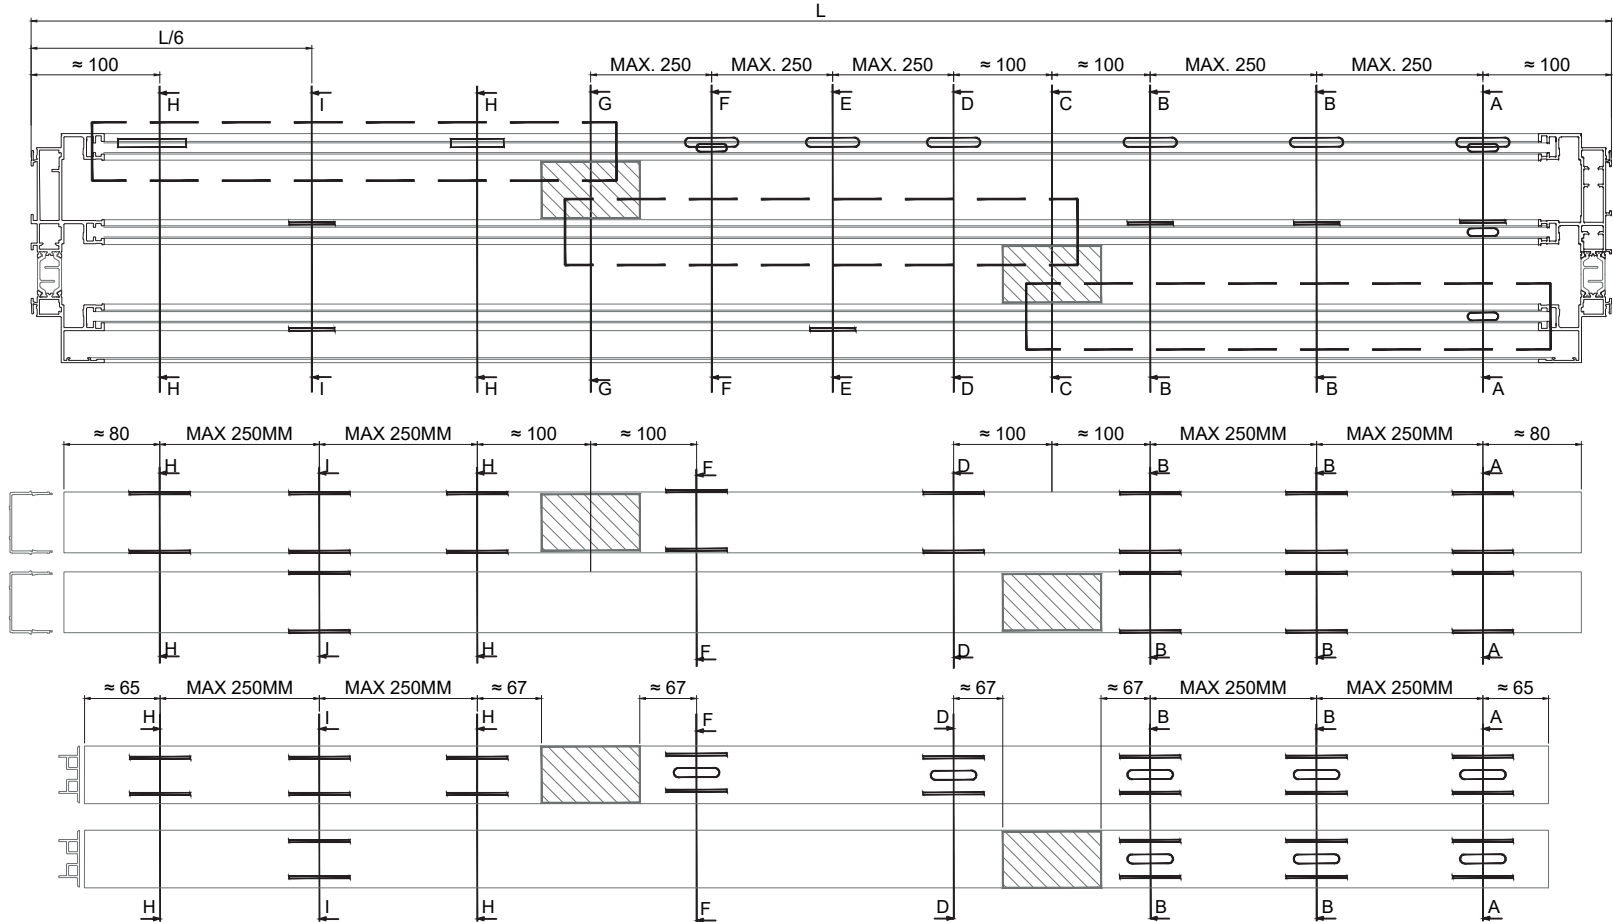 L
L/6
≈ 100 MAX. 250 MAX. 250 MAX. 250 ≈ 100 ≈ 100 MAX. 250 MAX. 250 ≈ 100
H I H G F E D C B B A
H I H G F E D C B B A
≈ 80 MAX 250MM MAX 250MM ≈ 100 ≈ 100 ≈ 100 ≈ 100 MAX 250MM MAX 250MM ≈ 80
H I H F D B B A
H I H F D B B A
≈ 65 MAX 250MM MAX 250MM ≈ 67 ≈ 67 ≈ 67 ≈ 67 MAX 250MM MAX 250MM ≈ 65
H I H F D B B A
H I H F D B B A